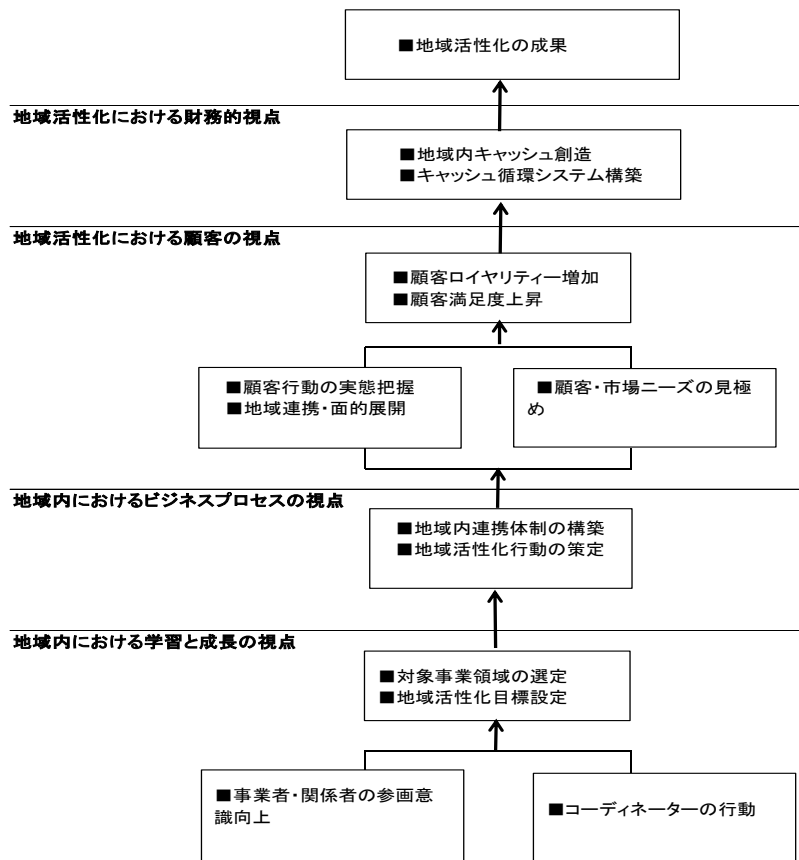 ■地域活性化の成果
地域活性化における財務的視点
■地域内キャッシュ創造
■キャッシュ循環システム構築
地域活性化における顧客の視点
■顧客ロイヤリティー増加
■顧客満足度上昇
■顧客行動の実態把握
■地域連携・面的展開
■顧客・市場ニーズの見極
め
地域内におけるビジネスプロセスの視点
■地域内連携体制の構築
■地域活性化行動の策定
地域内における学習と成長の視点
■対象事業領域の選定
■地域活性化目標設定
■事業者・関係者の参画意
識向上
■コーディネーターの行動